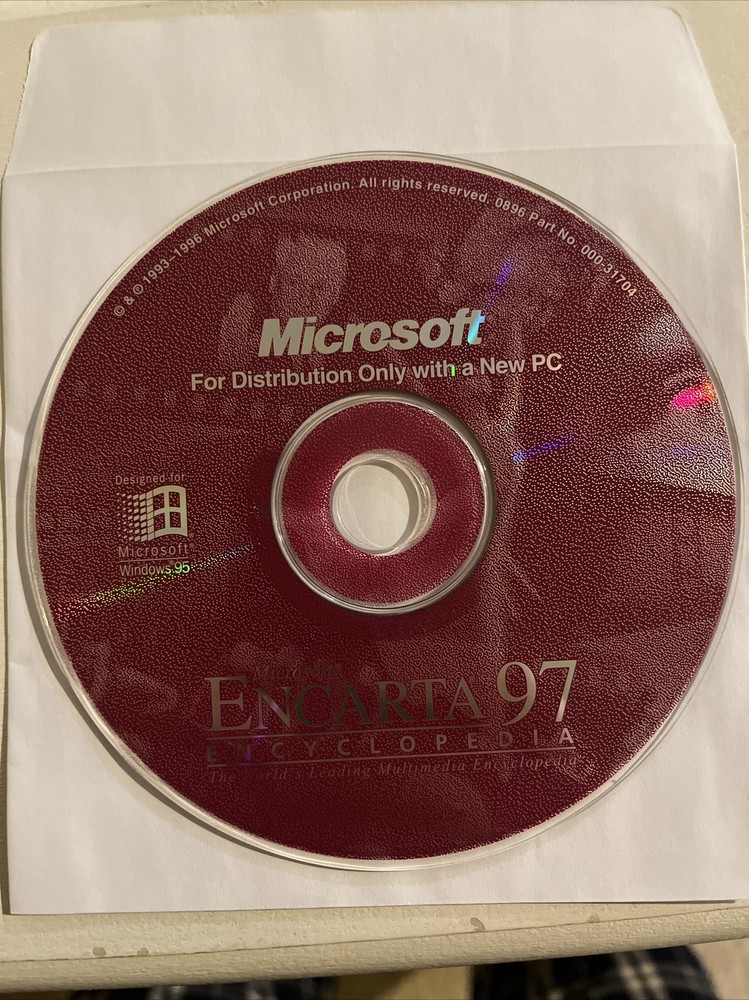 © & ℗ 1993–1996 Microsoft Corporation. All rights reserved. 0896 Part No. 000-31704
Microsoft
For Distribution Only with a New PC
Designed for
Microsoft®
Windows 95
Microsoft
ENCARTA 97
ENCYCLOPEDIA
The World's Leading Multimedia Encyclopedia